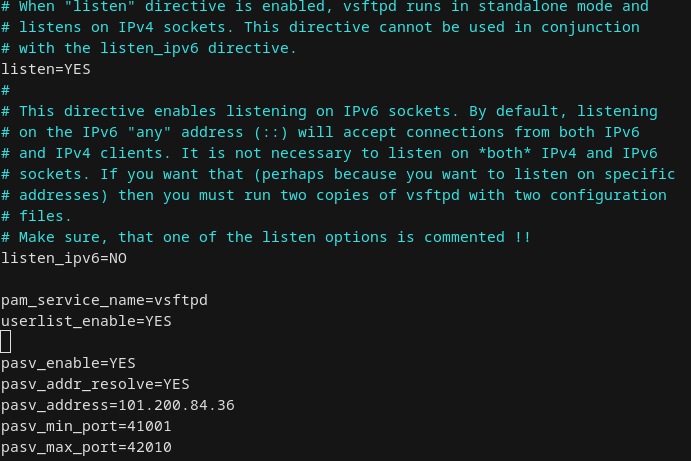 # When "listen" directive is enabled, vsftpd runs in standalone mode and
# listens on IPv4 sockets. This directive cannot be used in conjunction
# with the listen_ipv6 directive.
listen=YES
#
# This directive enables listening on IPv6 sockets. By default, listening
# on the IPv6 "any" address (::) will accept connections from both IPv6
# and IPv4 clients. It is not necessary to listen on *both* IPv4 and IPv6
# sockets. If you want that (perhaps because you want to listen on specific
# addresses) then you must run two copies of vsftpd with two configuration
# files.
# Make sure, that one of the listen options is commented !!
listen_ipv6=NO
pam_service_name=vsftpd
userlist_enable=YES
pasv_enable=YES
pasv_addr_resolve=YES
pasv_address=101.200.84.36
pasv_min_port=41001
pasv_max_port=42010